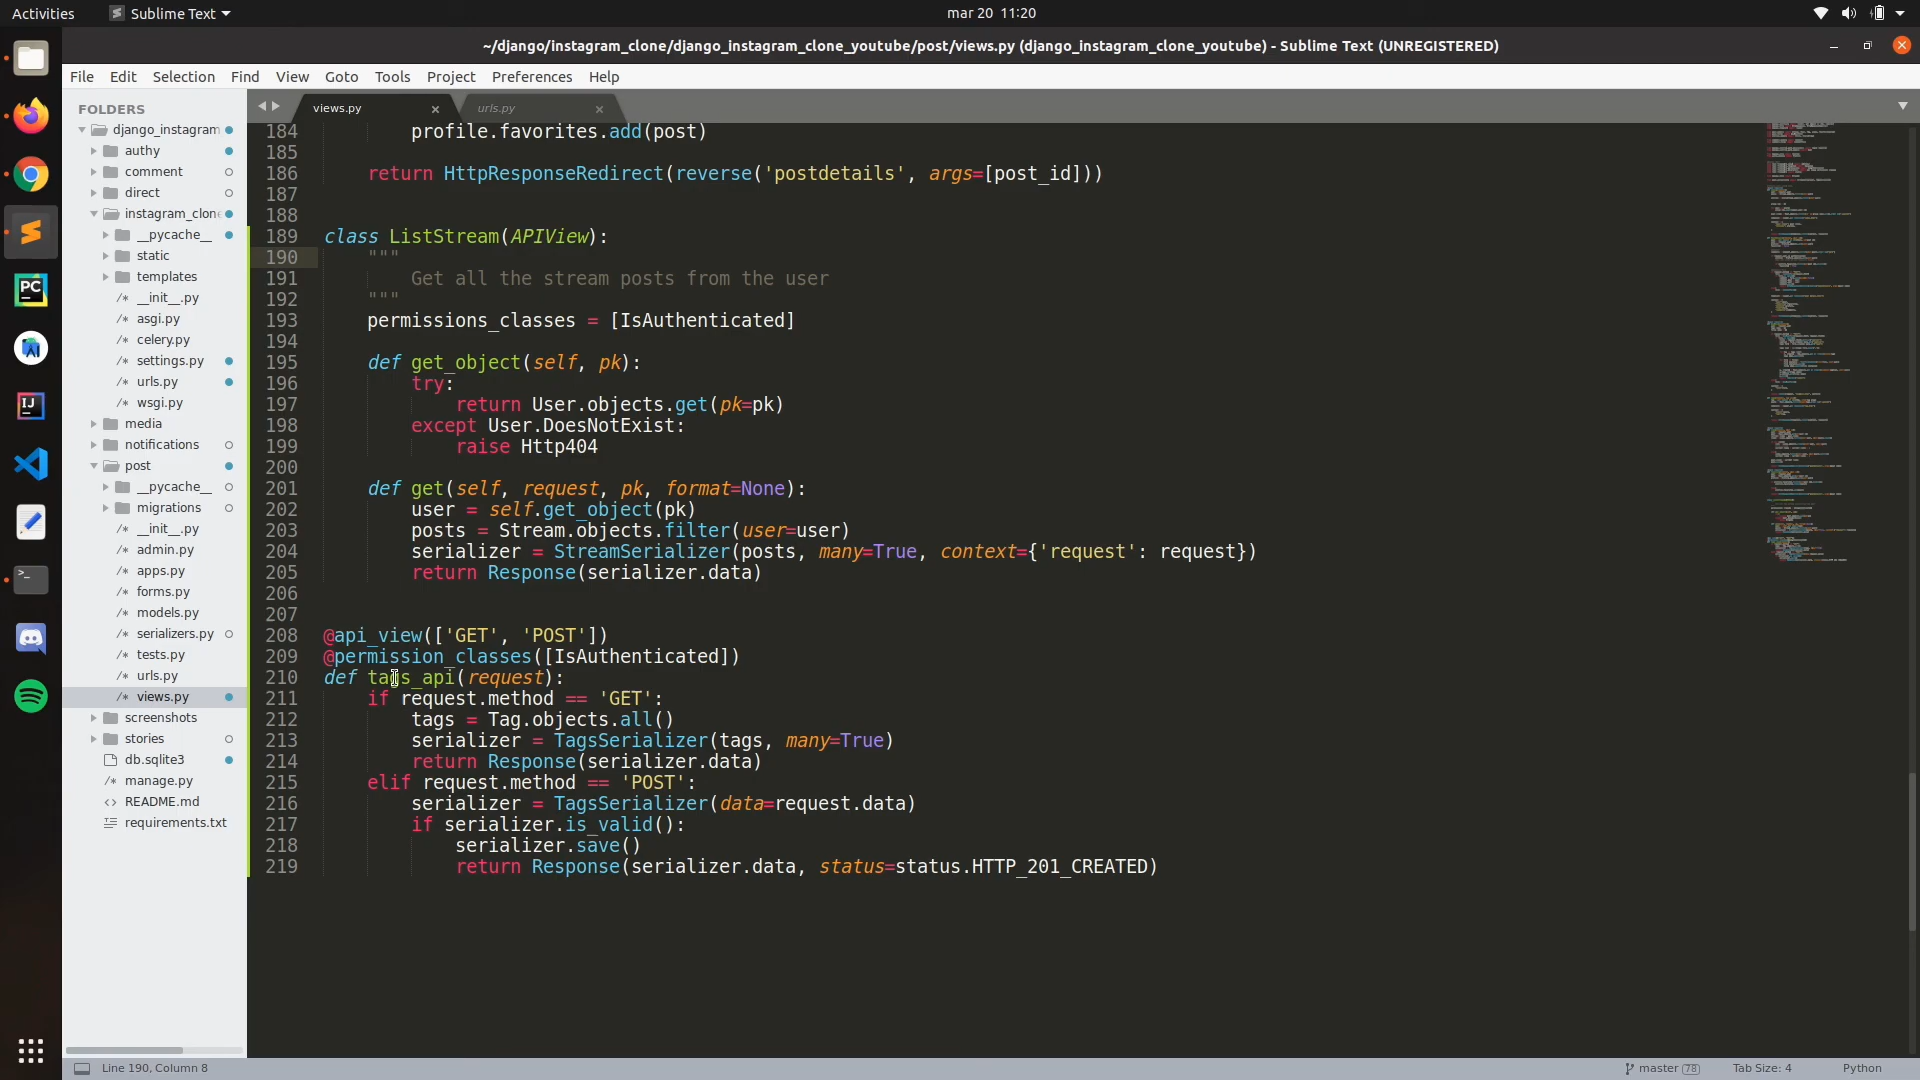 Activities
Sublime Text
mar 20 11:20
~/django/instagram_clone/django_instagram_clone_youtube/post/views.py (django_instagram_clone_youtube) - Sublime Text (UNREGISTERED)
File Edit Selection Find View Goto Tools Project Preferences Help
FOLDERS
django_instagram
authy
comment
direct
instagram_clone
__pycache__
static
templates
/* __init__.py
/* asgi.py
/* celery.py
/* settings.py
/* urls.py
/* wsgi.py
media
notifications
post
__pycache__
migrations
/* __init__.py
/* admin.py
/* apps.py
/* forms.py
/* models.py
/* serializers.py
/* tests.py
/* urls.py
/* views.py
screenshots
stories
db.sqlite3
/* manage.py
<> README.md
requirements.txt
views.py ×
urls.py ×
184 profile.favorites.add(post)
185
186 return HttpResponseRedirect(reverse('postdetails', args=[post_id]))
187
188
189 class ListStream(APIView):
190 """
191 Get all the stream posts from the user
192 """
193 permissions_classes = [IsAuthenticated]
194
195 def get_object(self, pk):
196 try:
197 return User.objects.get(pk=pk)
198 except User.DoesNotExist:
199 raise Http404
200
201 def get(self, request, pk, format=None):
202 user = self.get_object(pk)
203 posts = Stream.objects.filter(user=user)
204 serializer = StreamSerializer(posts, many=True, context={'request': request})
205 return Response(serializer.data)
206
207
208 @api_view(['GET', 'POST'])
209 @permission_classes([IsAuthenticated])
210 def tags_api(request):
211 if request.method == 'GET':
212 tags = Tag.objects.all()
213 serializer = TagsSerializer(tags, many=True)
214 return Response(serializer.data)
215 elif request.method == 'POST':
216 serializer = TagsSerializer(data=request.data)
217 if serializer.is_valid():
218 serializer.save()
219 return Response(serializer.data, status=status.HTTP_201_CREATED)
PC
IJ
Line 190, Column 8
master 78
Tab Size: 4
Python